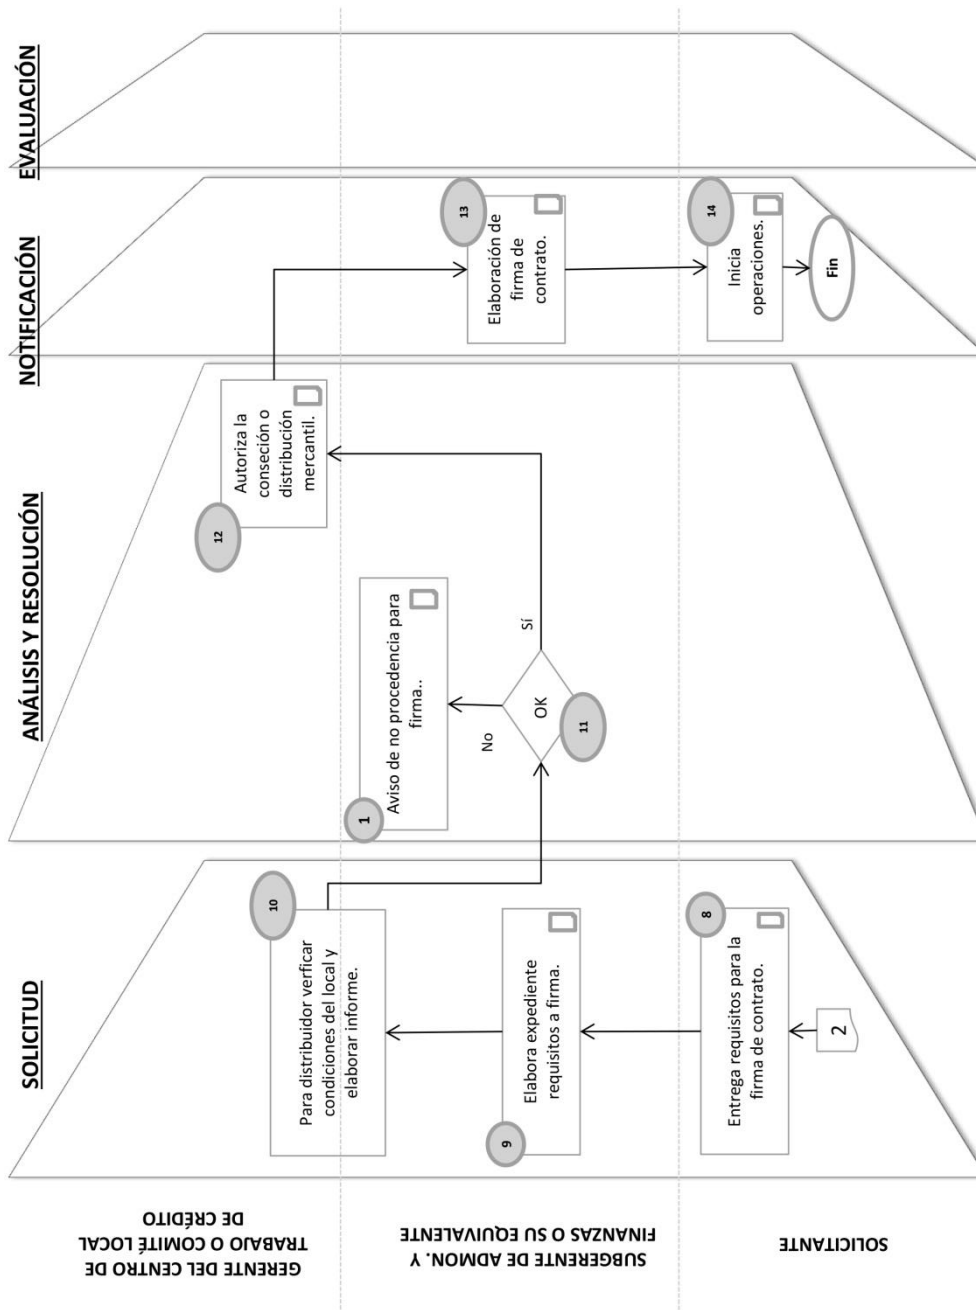 SOLICITUD
ANÁLISIS Y RESOLUCIÓN
NOTIFICACIÓN
EVALUACIÓN
GERENTE DEL CENTRO DE
TRABAJO O COMITÉ LOCAL
DE CRÉDITO
10
Para distribuidor verficar
condiciones del local y
elaborar informe.
12
Autoriza la
conseción o
distribución
mercantil.
SUBGERENTE DE ADMON. Y
FINANZAS O SU EQUIVALENTE
9
Elabora expediente
requisitos a firma.
1
Aviso de no procedencia para
firma..
No
Sí
OK
11
13
Elaboración de
firma de
contrato.
SOLICITANTE
8
Entrega requisitos para la
firma de contrato.
2
14
Inicia
operaciones.
Fin